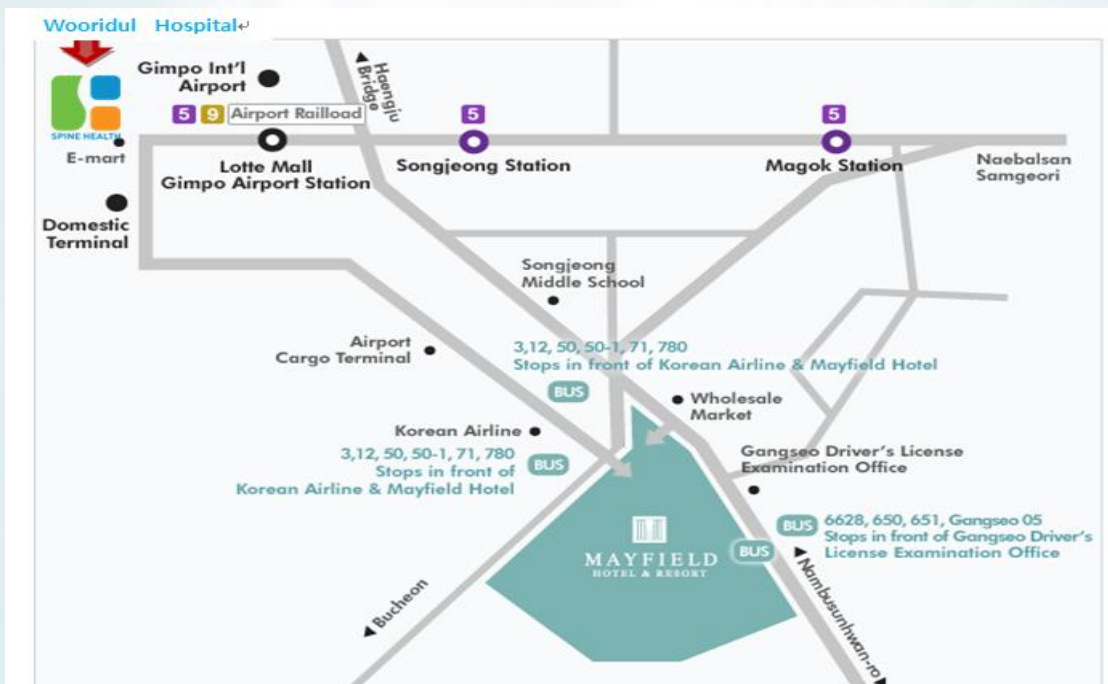 Wooridul Hospital↵
SPINE HEALTH
E-mart
Gimpo Int'l
Airport
5 9 Airport Railload
Haengju
Bridge
5
5
Lotte Mall
Gimpo Airport Station
Songjeong Station
Magok Station
Naebalsan
Samgeori
Domestic
Terminal
Songjeong
Middle School
Airport
Cargo Terminal
3,12, 50, 50-1, 71, 780
Stops in front of Korean Airline & Mayfield Hotel
BUS
Wholesale
Market
Korean Airline
3,12, 50, 50-1, 71, 780
Stops in front of
Korean Airline & Mayfield Hotel
BUS
Gangseo Driver's License
Examination Office
BUS
6628, 650, 651, Gangseo 05
Stops in front of Gangseo Driver's
License Examination Office
BUS
MAYFIELD
HOTEL & RESORT
Bucheon
Nambusunhwan-ro